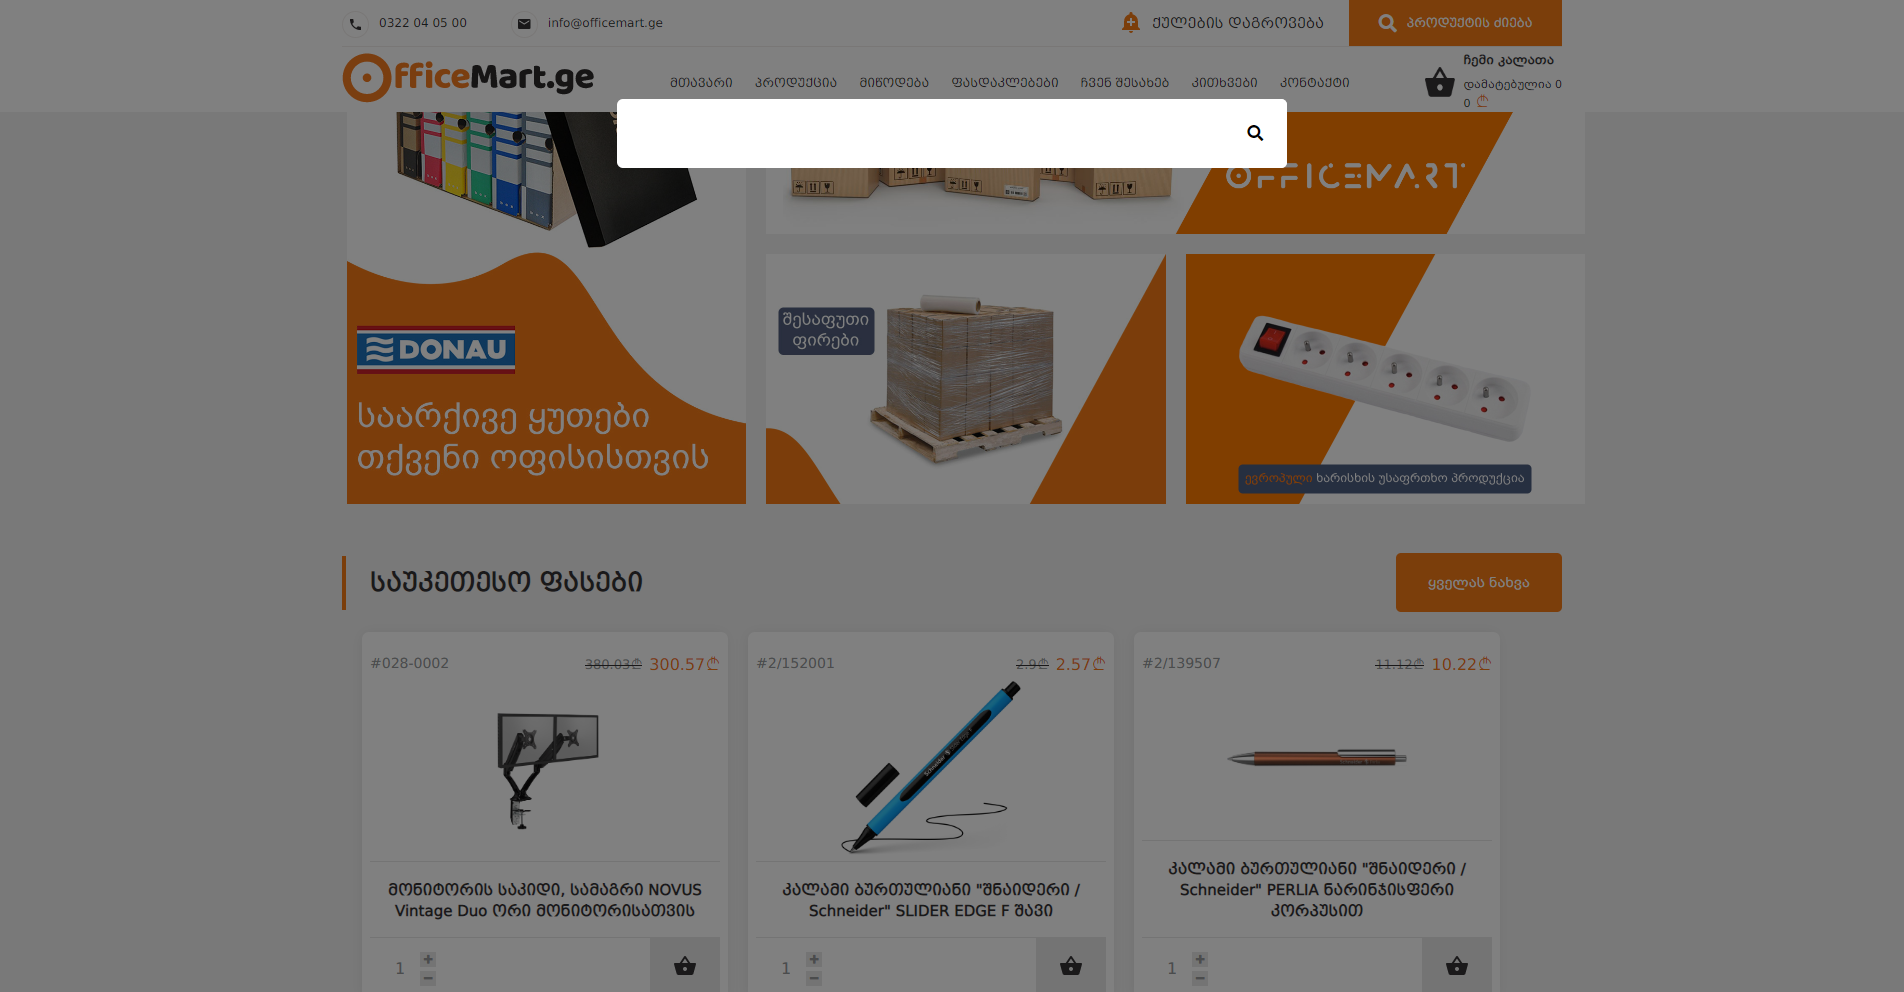 0322 04 05 00
info@officemart.ge
ქულების დაგროვება
პროდუქტის ძიება
OfficeMart.ge
მთავარი
პროდუქცია
მიწოდება
ფასდაკლებები
ჩვენ შესახებ
კითხვები
კონტაქტი
ჩემი კალათა
დამატებულია 0
0 ₾
OFFICEMART
DONAU
საარქივე ყუთები
თქვენი ოფისისთვის
შესაფუთი
ფირები
ევროპული ხარისხის უსაფრთხო პროდუქცია
საუკეთესო ფასები
ყველას ნახვა
#028-0002
380.03₾ 300.57₾
#2/152001
2.9₾ 2.57₾
#2/139507
11.12₾ 10.22₾
მონიტორის საკიდი, სამაგრი NOVUS
Vintage Duo ორი მონიტორისათვის
კალამი ბურთულიანი "შნაიდერი /
Schneider" SLIDER EDGE F შავი
კალამი ბურთულიანი "შნაიდერი /
Schneider" PERLIA ნარინჯისფერი
კორპუსით
1
+
−
1
+
−
1
+
−